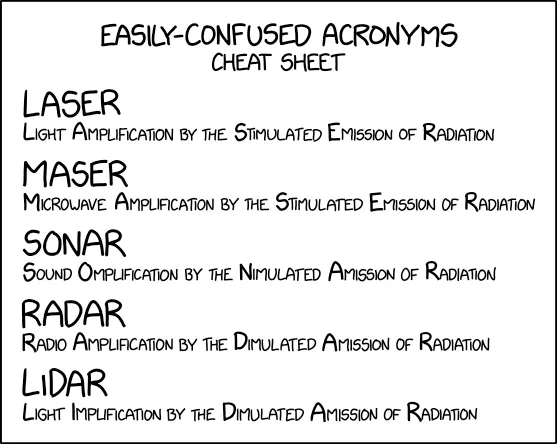 EASILY-CONFUSED ACRONYMS
CHEAT SHEET
LASER
LIGHT AMPLIFICATION BY THE STIMULATED EMISSION OF RADIATION
MASER
MICROWAVE AMPLIFICATION BY THE STIMULATED EMISSION OF RADIATION
SONAR
SOUND OMPLIFICATION BY THE NIMULATED AMISSION OF RADIATION
RADAR
RADIO AMPLIFICATION BY THE DIMULATED AMISSION OF RADIATION
LIDAR
LIGHT IMPLIFICATION BY THE DIMULATED AMISSION OF RADIATION